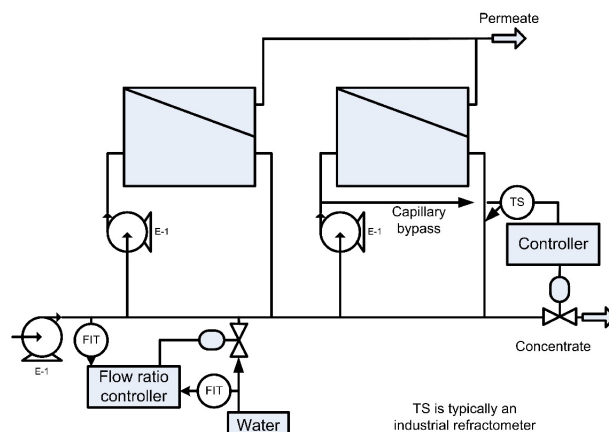 Permeate
E-1
E-1
Capillary
bypass
TS
Controller
E-1
FIT
Flow ratio
controller
FIT
Water
Concentrate
TS is typically an
industrial refractometer